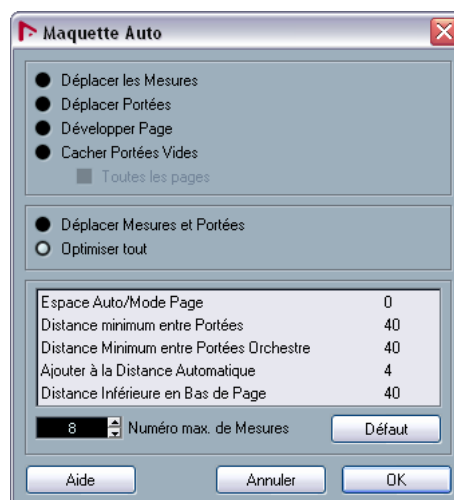 Maquette Auto
Déplacer les Mesures
Déplacer Portées
Développer Page
Cacher Portées Vides
Toutes les pages
Déplacer Mesures et Portées
Optimiser tout
Espace Auto/Mode Page 0
Distance minimum entre Portées 40
Distance Minimum entre Portées Orchestre 40
Ajouter à la Distance Automatique 4
Distance Inférieure en Bas de Page 40
8 Numéro max. de Mesures Défaut
Aide Annuler OK